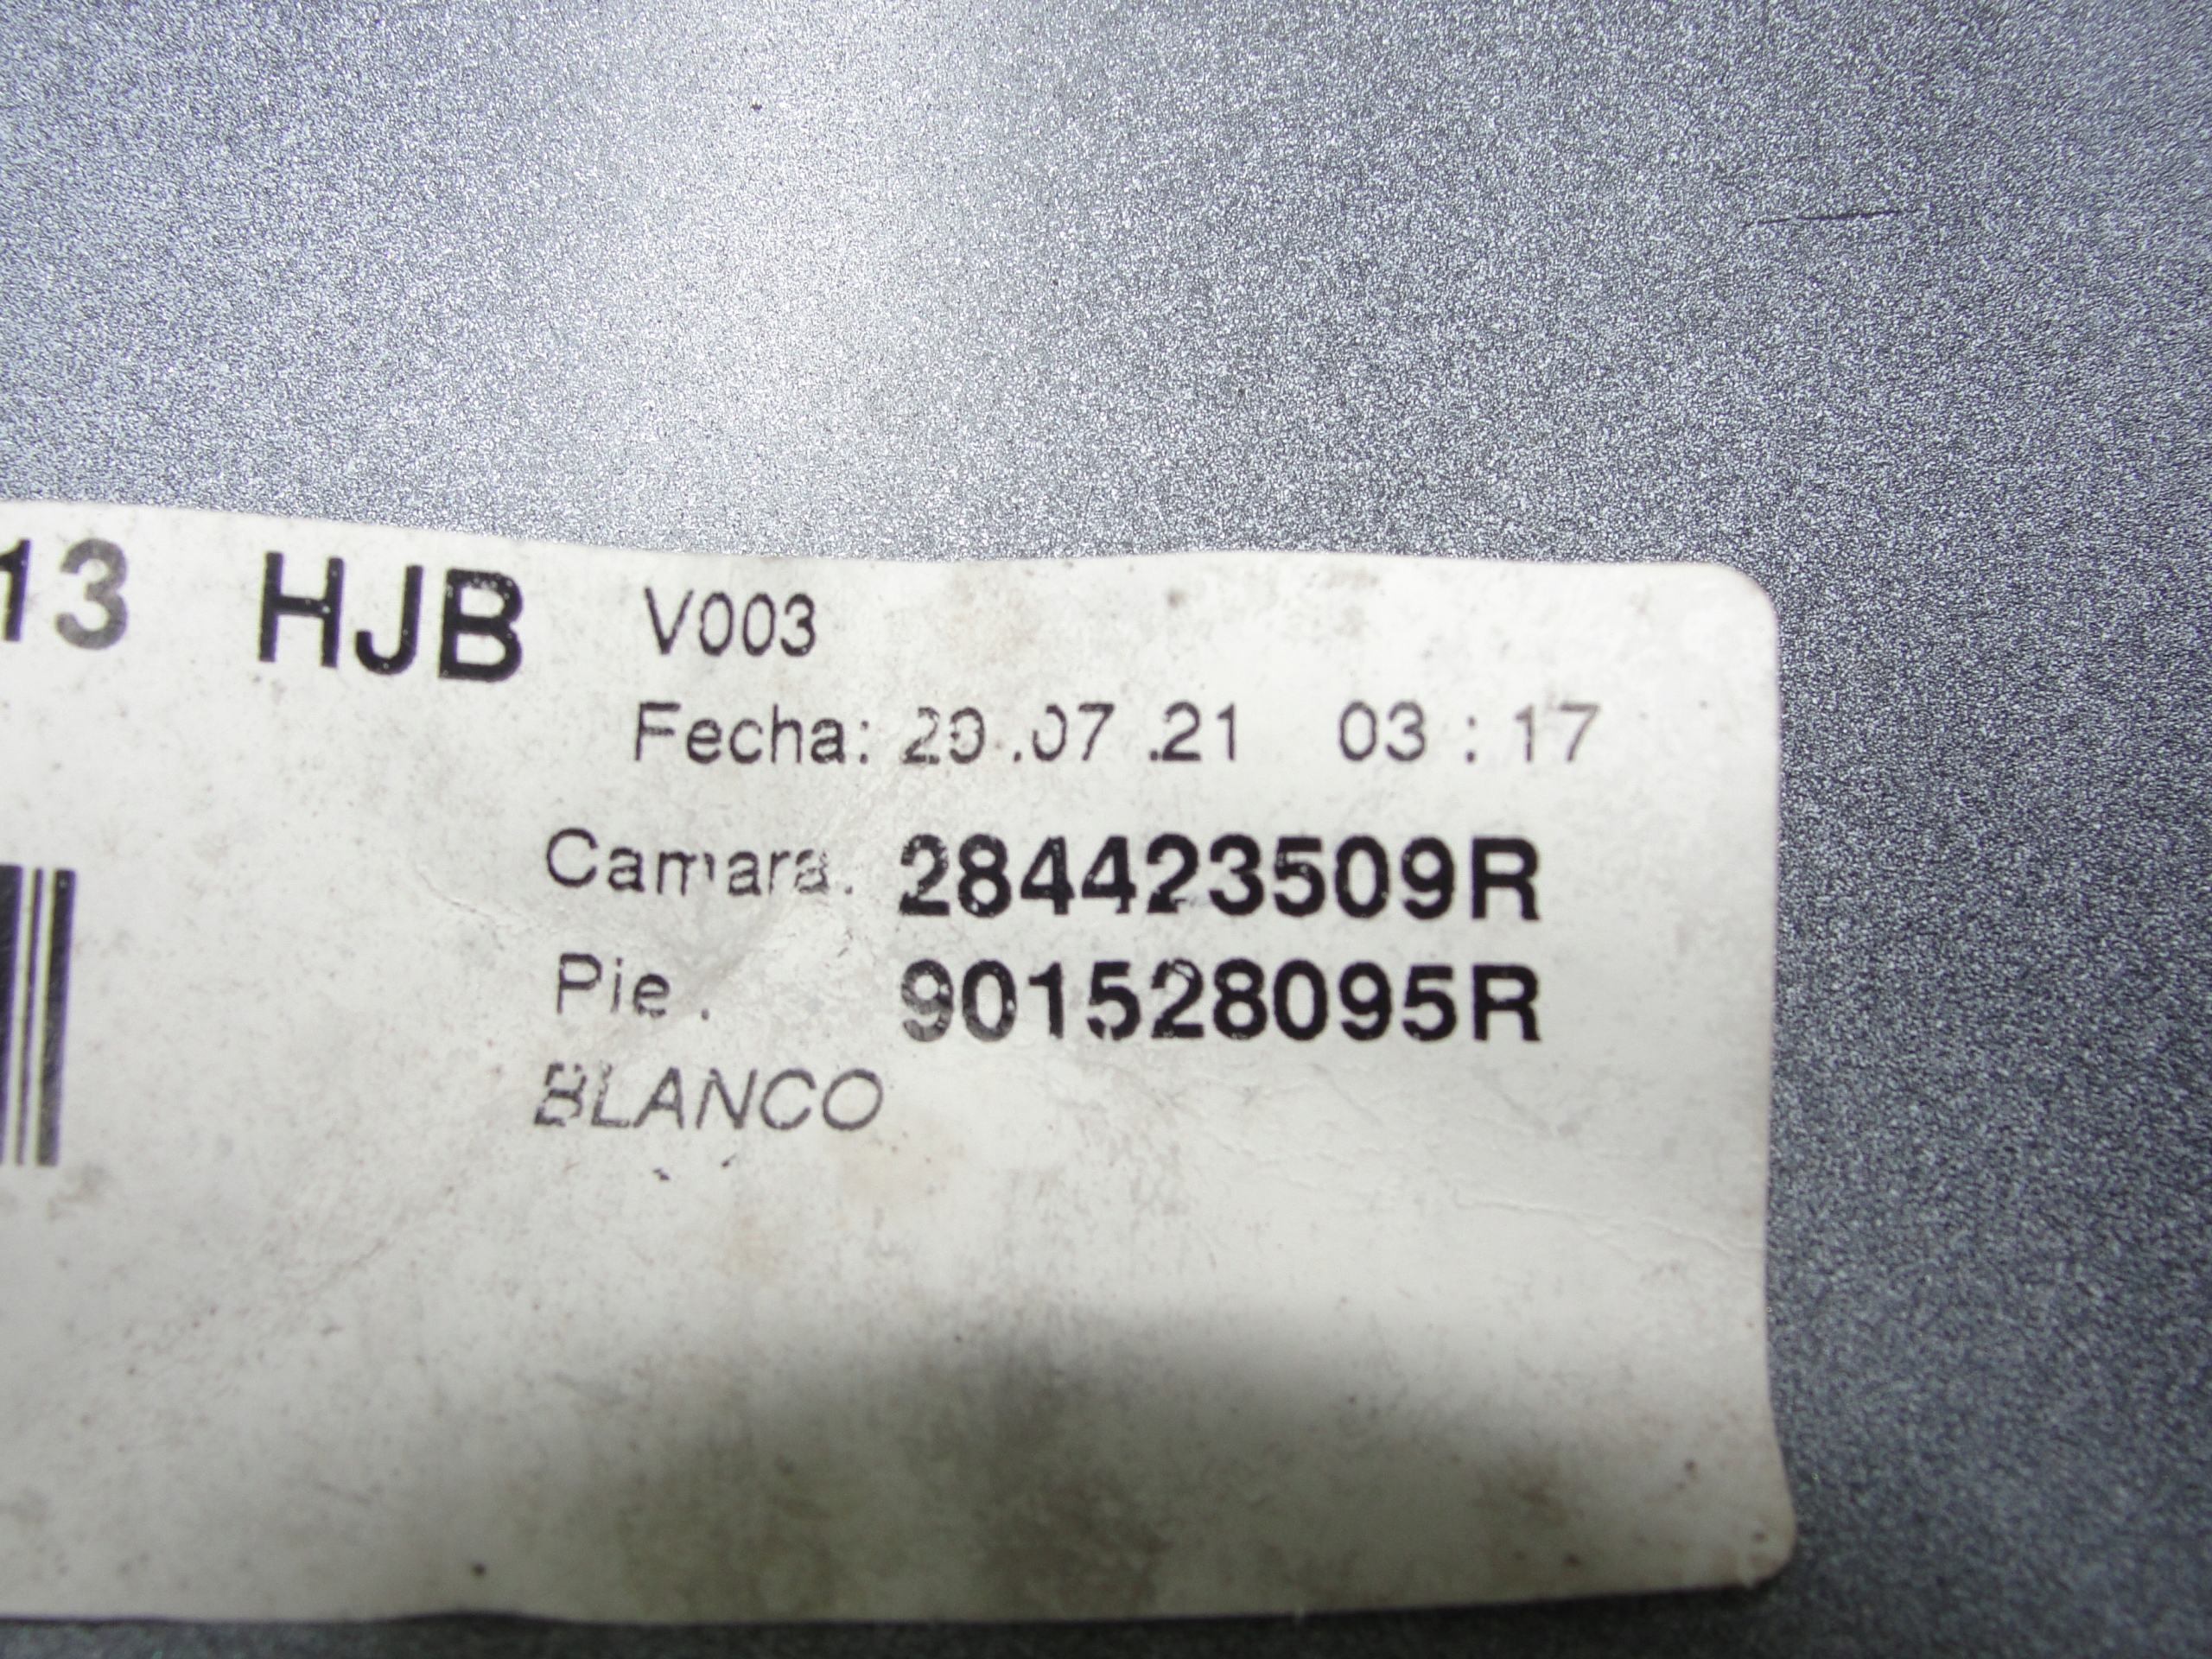 13 HJB V003
Fecha: 20.07.21 03:17
Camara. 284423509R
Pie. 901528095R
BLANCO